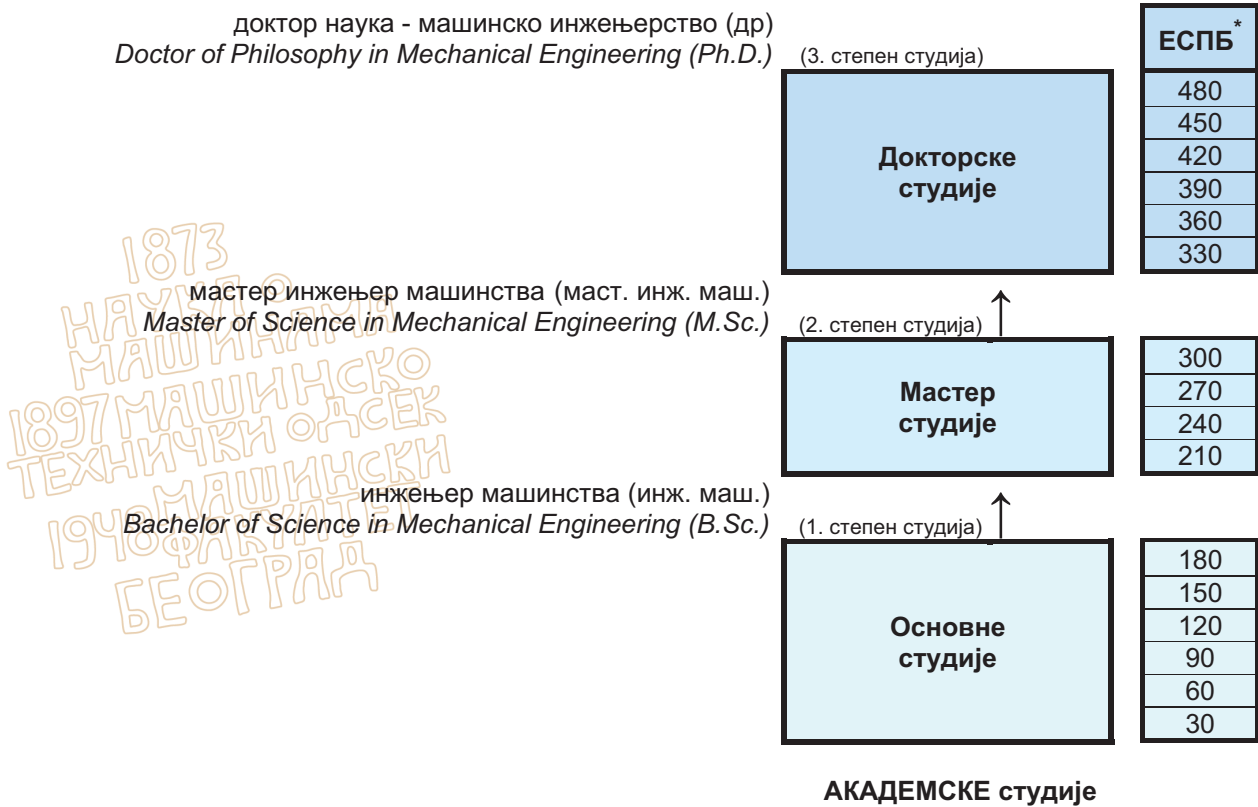 доктор наука - машинско инжењерство (др)
Doctor of Philosophy in Mechanical Engineering (Ph.D.)
(3. степен студија)
ЕСПБ*
480
450
420
390
360
330
Докторске
студије
1873
НАУКА О
МАШИНАМА
1897 МАШИНСКО
ТЕХНИЧКИ ОДСЕК
1948 МАШИНСКИ
ФАКУЛТЕТ
БЕОГРАД
мастер инжењер машинства (маст. инж. маш.)
Master of Science in Mechanical Engineering (M.Sc.)
(2. степен студија)
Мастер
студије
300
270
240
210
инжењер машинства (инж. маш.)
Bachelor of Science in Mechanical Engineering (B.Sc.)
(1. степен студија)
Основне
студије
180
150
120
90
60
30
АКАДЕМСКЕ студије